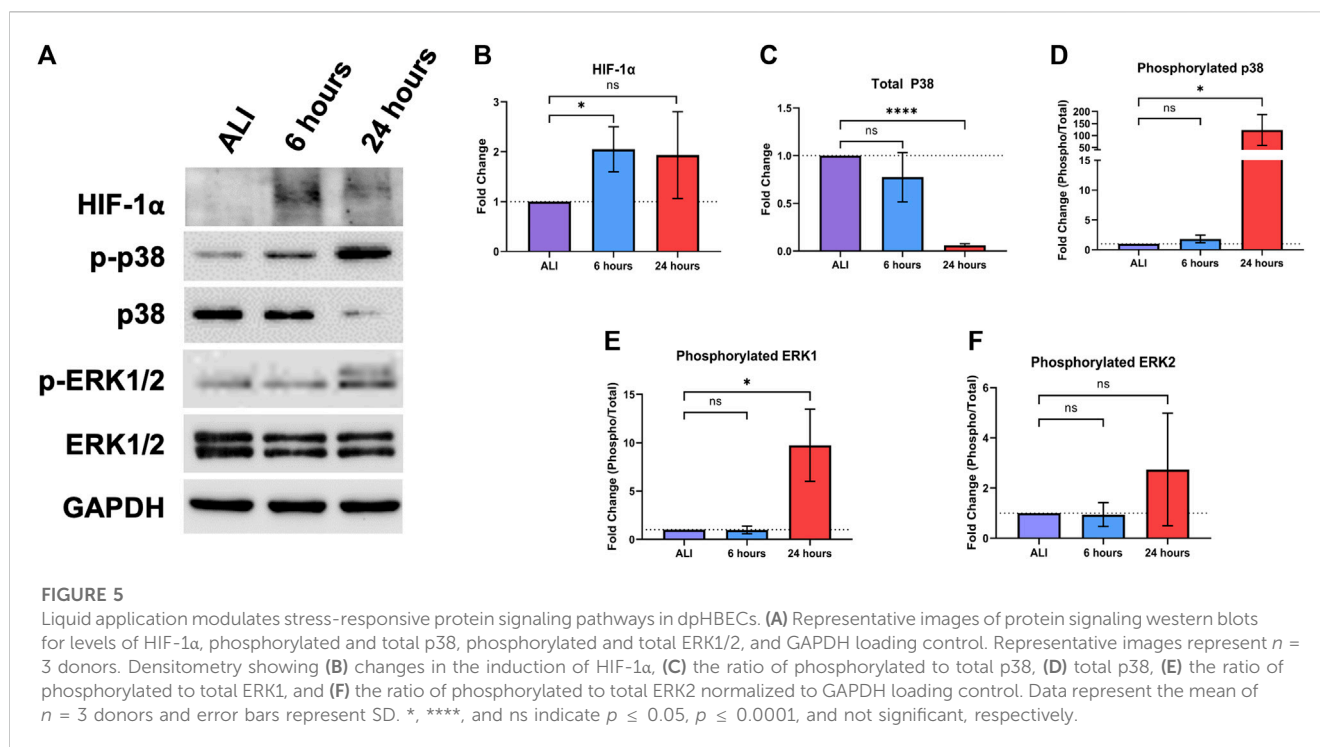 A
ALI
6 hours
24 hours
HIF-1α
p-p38
p38
p-ERK1/2
ERK1/2
GAPDH
B
HIF-1α
ns
*
Fold Change
3
2
1
0
ALI
6 hours
24 hours
C
Total P38
****
ns
Fold Change
1.0
0.5
0.0
ALI
6 hours
24 hours
D
Phosphorylated p38
*
ns
Fold Change (Phospho/Total)
200
150
100
50
15
10
5
0
ALI
6 hours
24 hours
E
Phosphorylated ERK1
*
ns
Fold Change (Phospho/Total)
15
10
5
0
ALI
6 hours
24 hours
F
Phosphorylated ERK2
ns
ns
Fold Change (Phospho/Total)
6
4
2
0
ALI
6 hours
24 hours
FIGURE 5
Liquid application modulates stress-responsive protein signaling pathways in dpHBECs. (A) Representative images of protein signaling western blots
for levels of HIF-1α, phosphorylated and total p38, phosphorylated and total ERK1/2, and GAPDH loading control. Representative images represent n =
3 donors. Densitometry showing (B) changes in the induction of HIF-1α, (C) the ratio of phosphorylated to total p38, (D) total p38, (E) the ratio of
phosphorylated to total ERK1, and (F) the ratio of phosphorylated to total ERK2 normalized to GAPDH loading control. Data represent the mean of
n = 3 donors and error bars represent SD. *, ****, and ns indicate p ≤ 0.05, p ≤ 0.0001, and not significant, respectively.